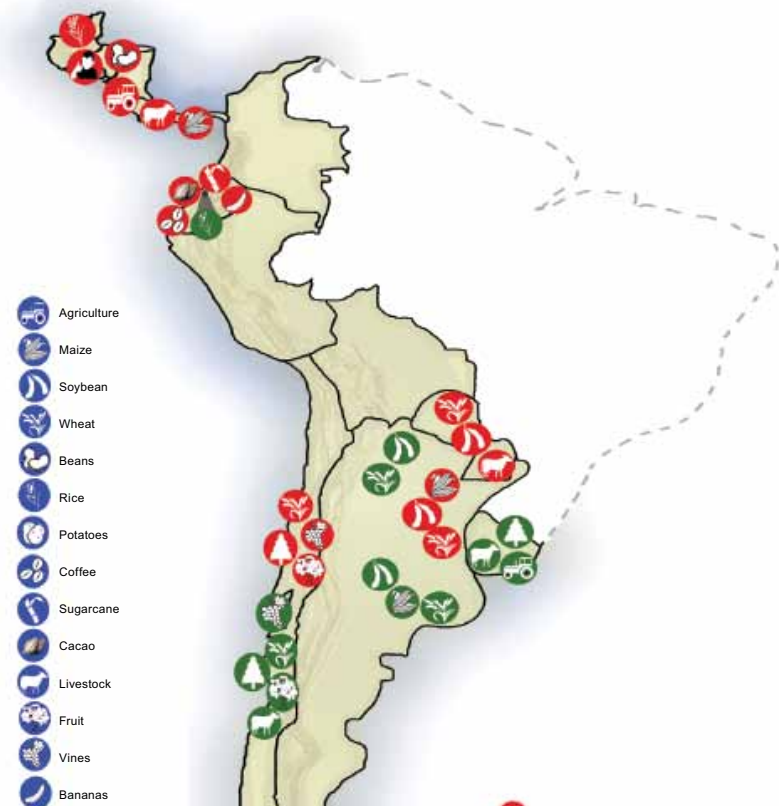 Agriculture
Maize
Soybean
Wheat
Beans
Rice
Potatoes
Coffee
Sugarcane
Cacao
Livestock
Fruit
Vines
Bananas